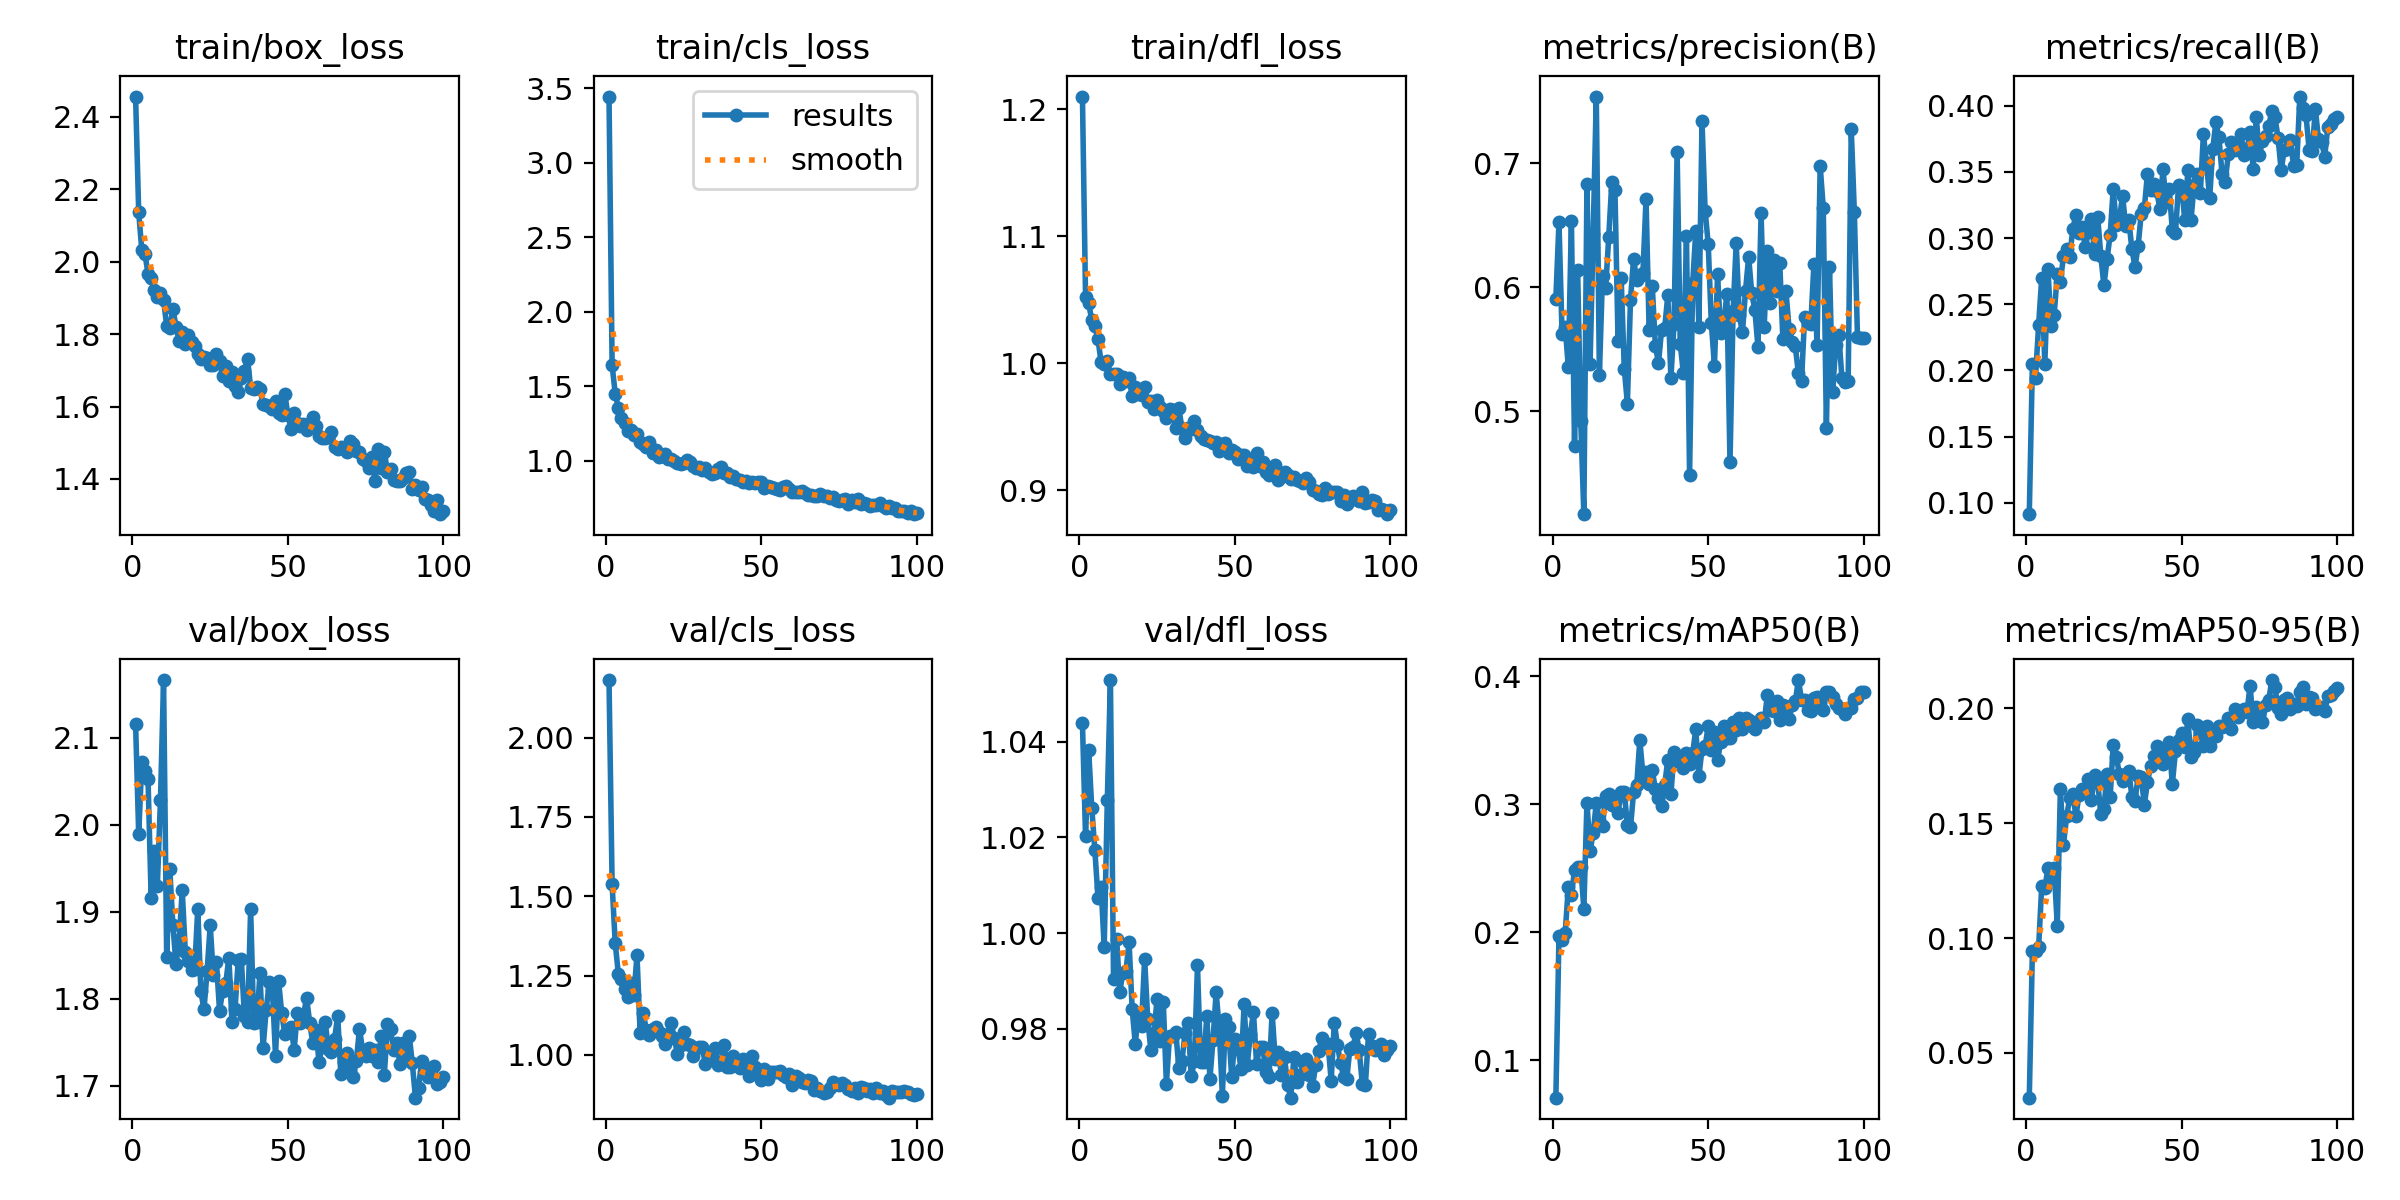 train/box_loss
2.4
2.2
2.0
1.8
1.6
1.4
0 50 100
train/cls_loss
results
smooth
3.5
3.0
2.5
2.0
1.5
1.0
0 50 100
train/dfl_loss
1.2
1.1
1.0
0.9
0 50 100
metrics/precision(B)
0.7
0.6
0.5
0 50 100
metrics/recall(B)
0.40
0.35
0.30
0.25
0.20
0.15
0.10
0 50 100
val/box_loss
2.1
2.0
1.9
1.8
1.7
0 50 100
val/cls_loss
2.00
1.75
1.50
1.25
1.00
0 50 100
val/dfl_loss
1.04
1.02
1.00
0.98
0 50 100
metrics/mAP50(B)
0.4
0.3
0.2
0.1
0 50 100
metrics/mAP50-95(B)
0.20
0.15
0.10
0.05
0 50 100